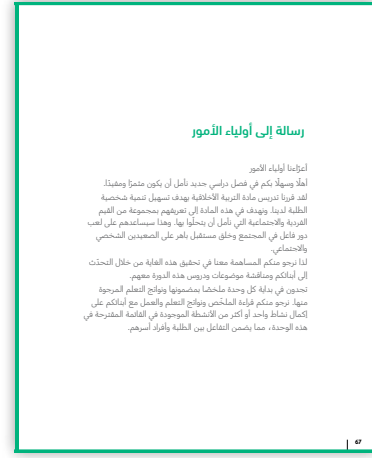 رسالة إلى أولياء الأمور
أعزّاءنا أولياء الأمور
أهلًا وسهلًا بكم في فصل دراسي جديد نأمل أن يكون مثمرًا ومفيدًا.
لقد قررنا تدريس مادة التربية الأخلاقية بهدف تسهيل تنمية شخصية
الطلبة لدينا. ونهدف في هذه المادة إلى تعريفهم بمجموعة من القيم
الفردية والاجتماعية التي نأمل أن يتحلّوا بها. وهذا سيساعدهم على لعب
دور فاعل في المجتمع وخلق مستقبل باهر على الصعيدين الشخصي
والاجتماعي.
لذا نرجو منكم المساهمة معنا في تحقيق هذه الغاية من خلال التحدّث
إلى أبنائكم ومناقشة موضوعات ودروس هذه الدورة معهم.
تجدون في بداية كل وحدة ملخصًا بمضمونها ونواتج التعلم المرجوة
منها. نرجو منكم قراءة الملخّص ونواتج التعلم والعمل مع أبنائكم على
إكمال نشاط واحد أو أكثر من الأنشطة الموجودة في القائمة المقترحة في
هذه الوحدة، مما يضمن التفاعل بين الطلبة وأفراد أسرهم.
67